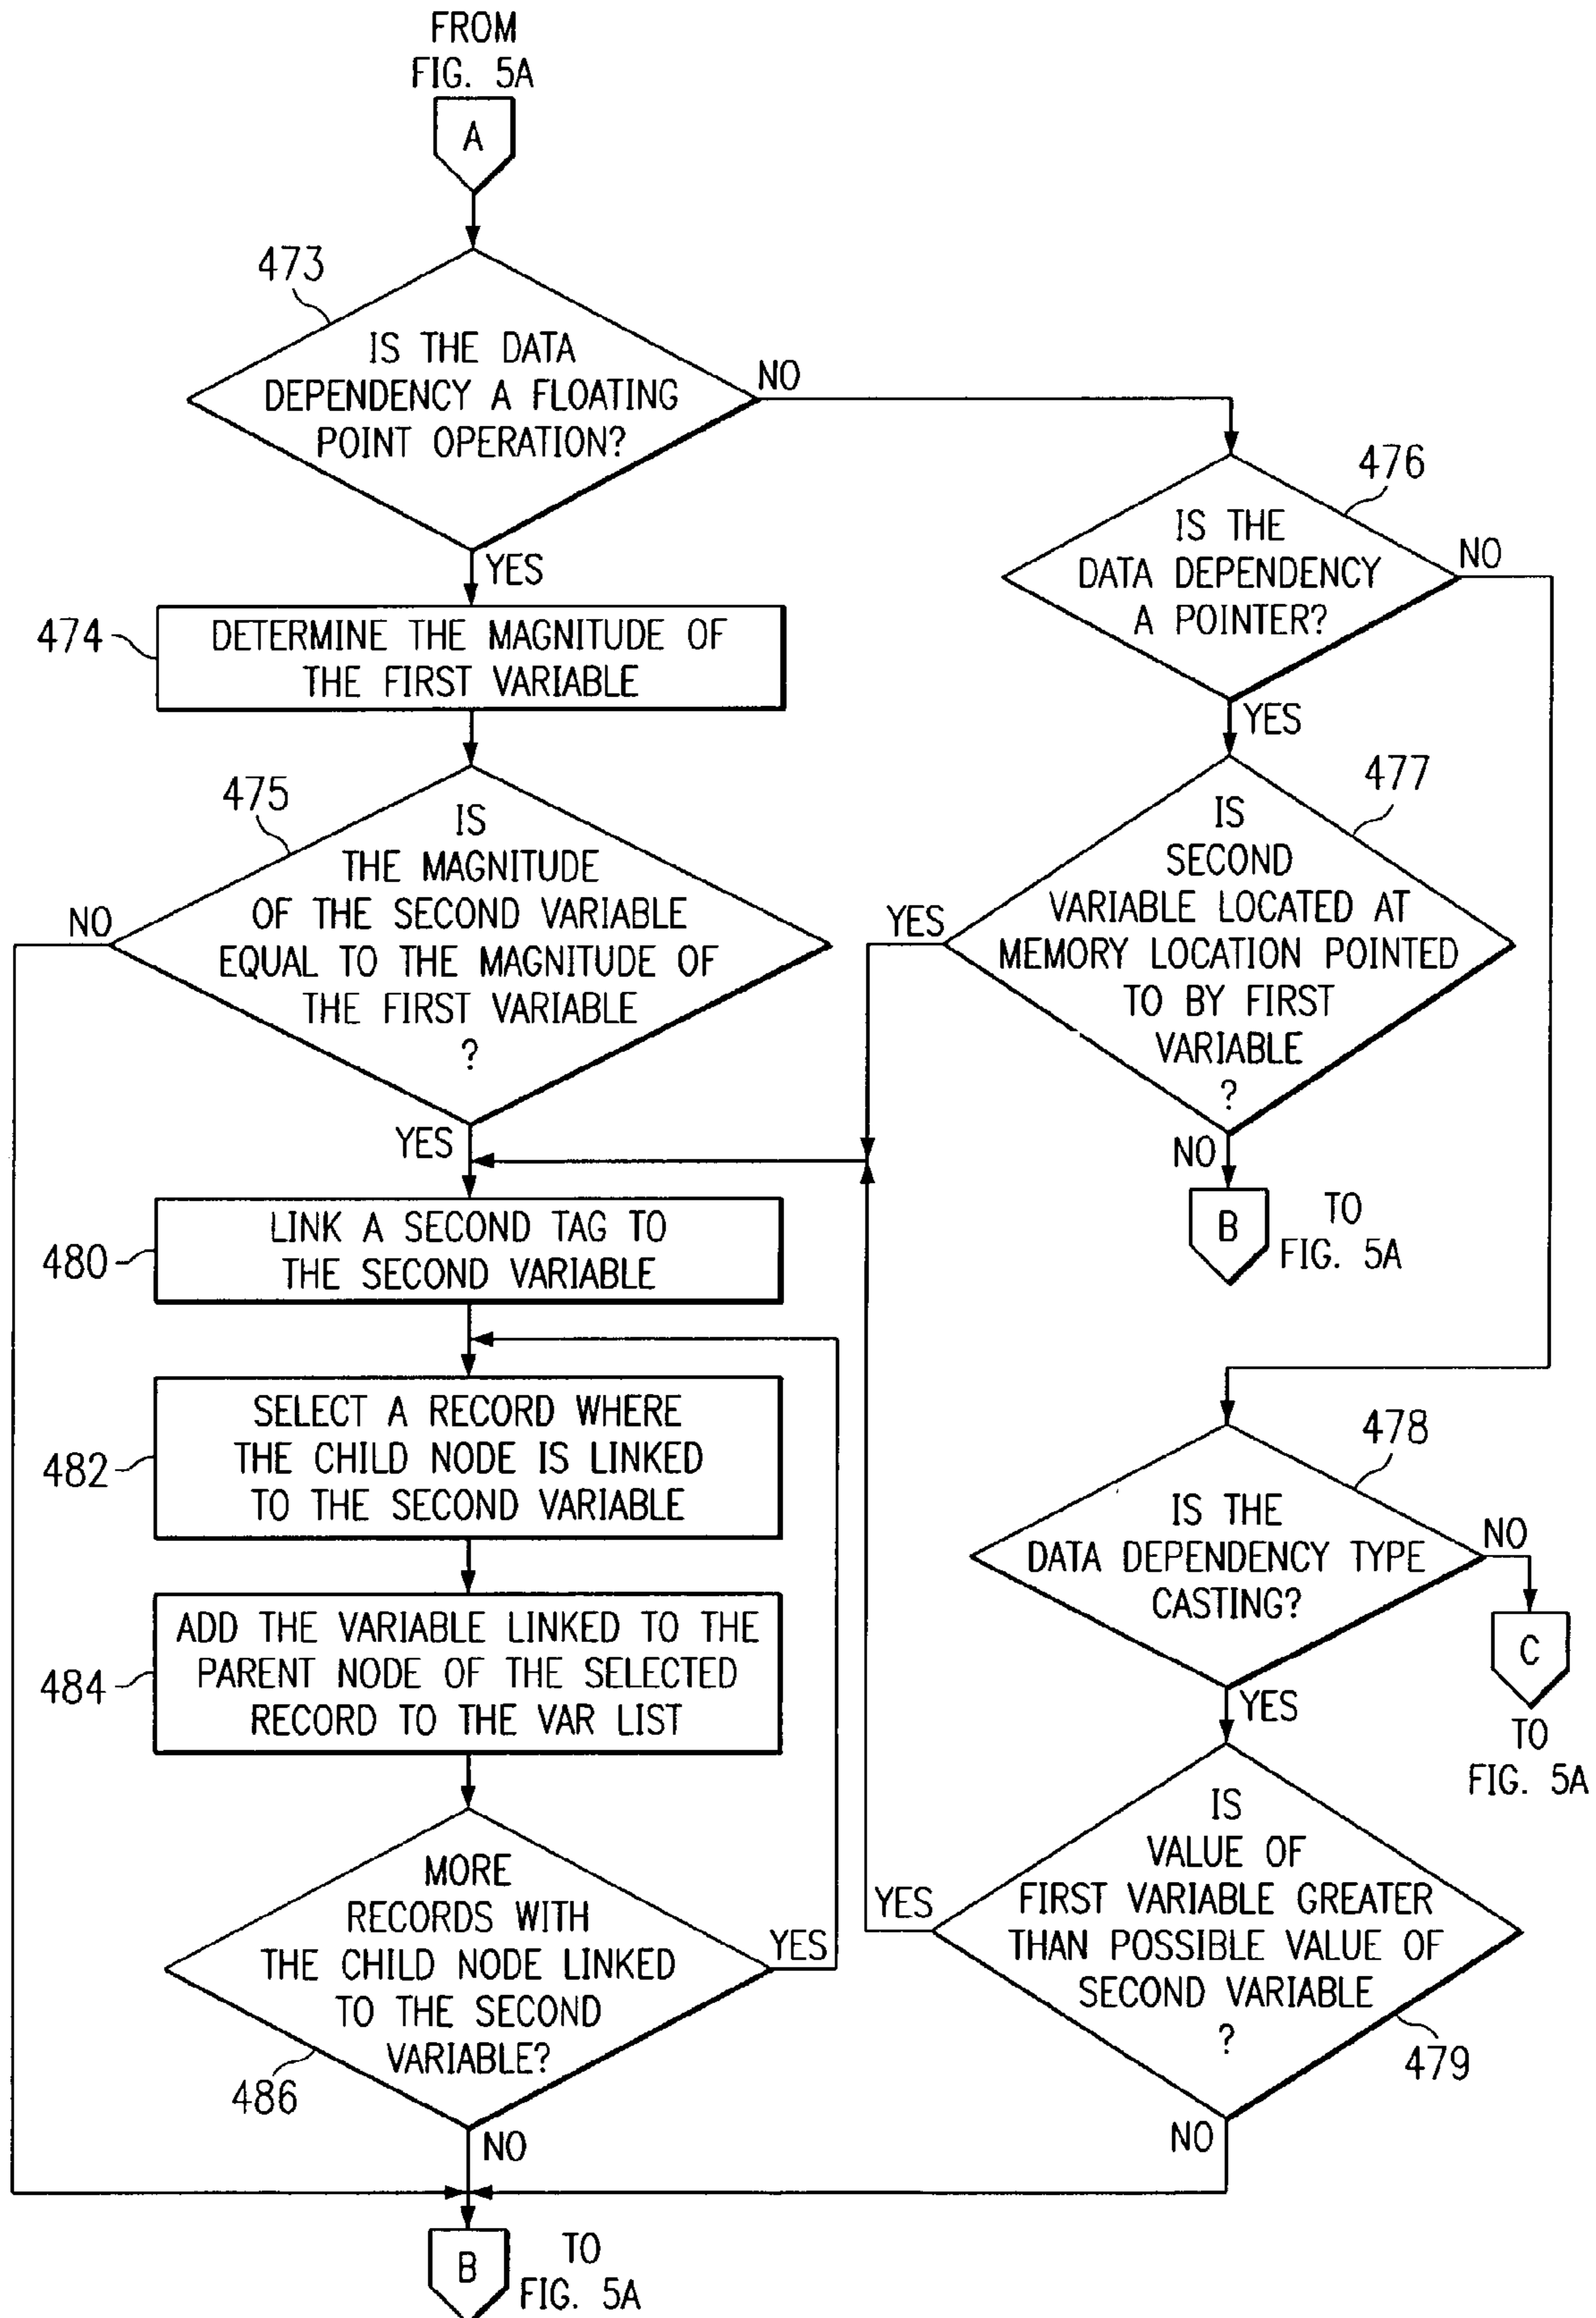 FROM
FIG. 5A
A
473
IS THE DATA
DEPENDENCY A FLOATING
POINT OPERATION?
NO
YES
474
DETERMINE THE MAGNITUDE OF
THE FIRST VARIABLE
475
IS
THE MAGNITUDE
OF THE SECOND VARIABLE
EQUAL TO THE MAGNITUDE OF
THE FIRST VARIABLE
?
NO
YES
476
IS THE
DATA DEPENDENCY
A POINTER?
NO
YES
477
IS
SECOND
VARIABLE LOCATED AT
MEMORY LOCATION POINTED
TO BY FIRST
VARIABLE
?
YES
NO
B
TO
FIG. 5A
480
LINK A SECOND TAG TO
THE SECOND VARIABLE
482
SELECT A RECORD WHERE
THE CHILD NODE IS LINKED
TO THE SECOND VARIABLE
484
ADD THE VARIABLE LINKED TO THE
PARENT NODE OF THE SELECTED
RECORD TO THE VAR LIST
MORE
RECORDS WITH
THE CHILD NODE LINKED
TO THE SECOND
VARIABLE?
486
YES
NO
478
IS THE
DATA DEPENDENCY TYPE
CASTING?
NO
C
TO
FIG. 5A
YES
IS
VALUE OF
FIRST VARIABLE GREATER
THAN POSSIBLE VALUE OF
SECOND VARIABLE
?
479
YES
NO
B
TO
FIG. 5A